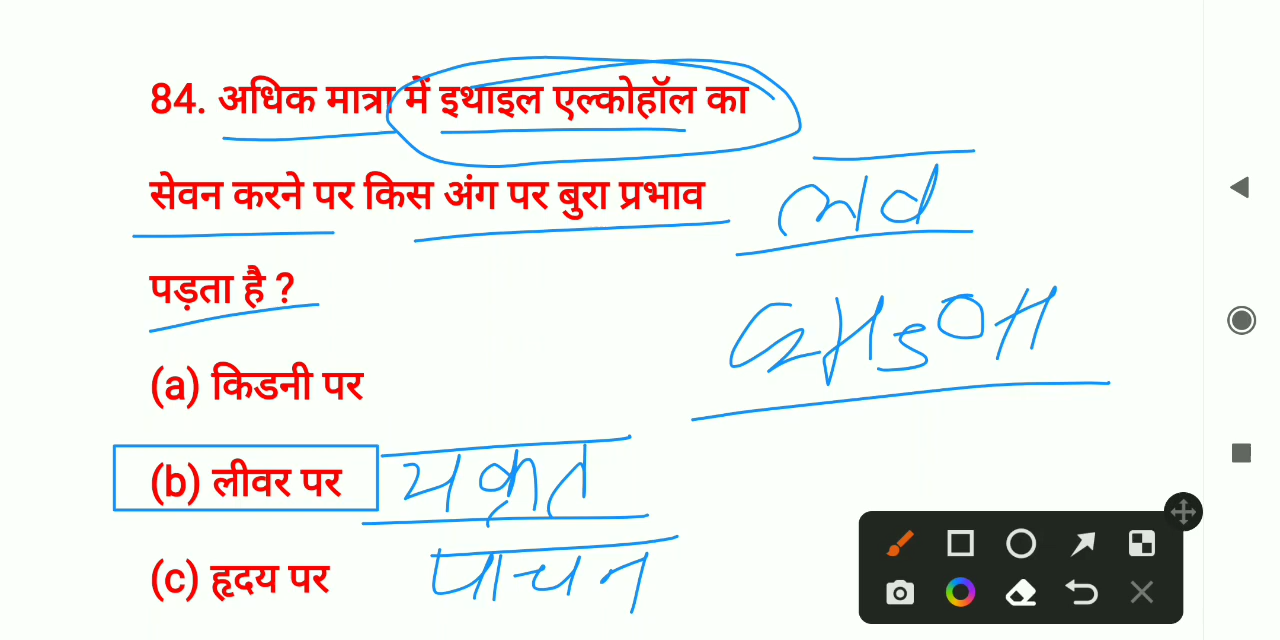 84. अधिक मात्रा में इथाइल एल्कोहॉल का
सेवन करने पर किस अंग पर बुरा प्रभाव
पड़ता है ?
C2H5OH
(a) किडनी पर
(b) लीवर पर यकृत
(c) हृदय पर पाचन